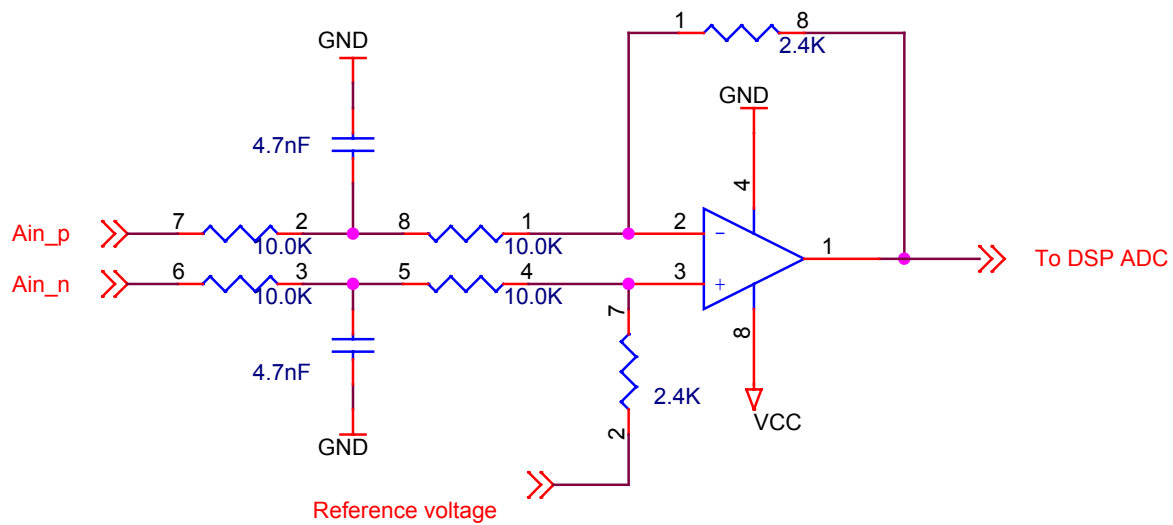 1 8
2.4K
GND
GND
4.7nF
4
7 2 8 1 2 −
Ain_p
10.0K 10.0K
1
To DSP ADC
6 3 5 4 3 +
Ain_n
10.0K 10.0K
7
8
4.7nF
2.4K
VCC
GND
2
Reference voltage